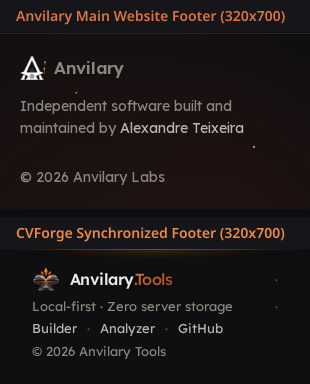 Anvilary Main Website Footer (320x700)
Anvilary
Independent software built and
maintained by Alexandre Teixeira
© 2026 Anvilary Labs
CVForge Synchronized Footer (320x700)
Anvilary.Tools
Local-first · Zero server storage
Builder · Analyzer · GitHub
© 2026 Anvilary Tools